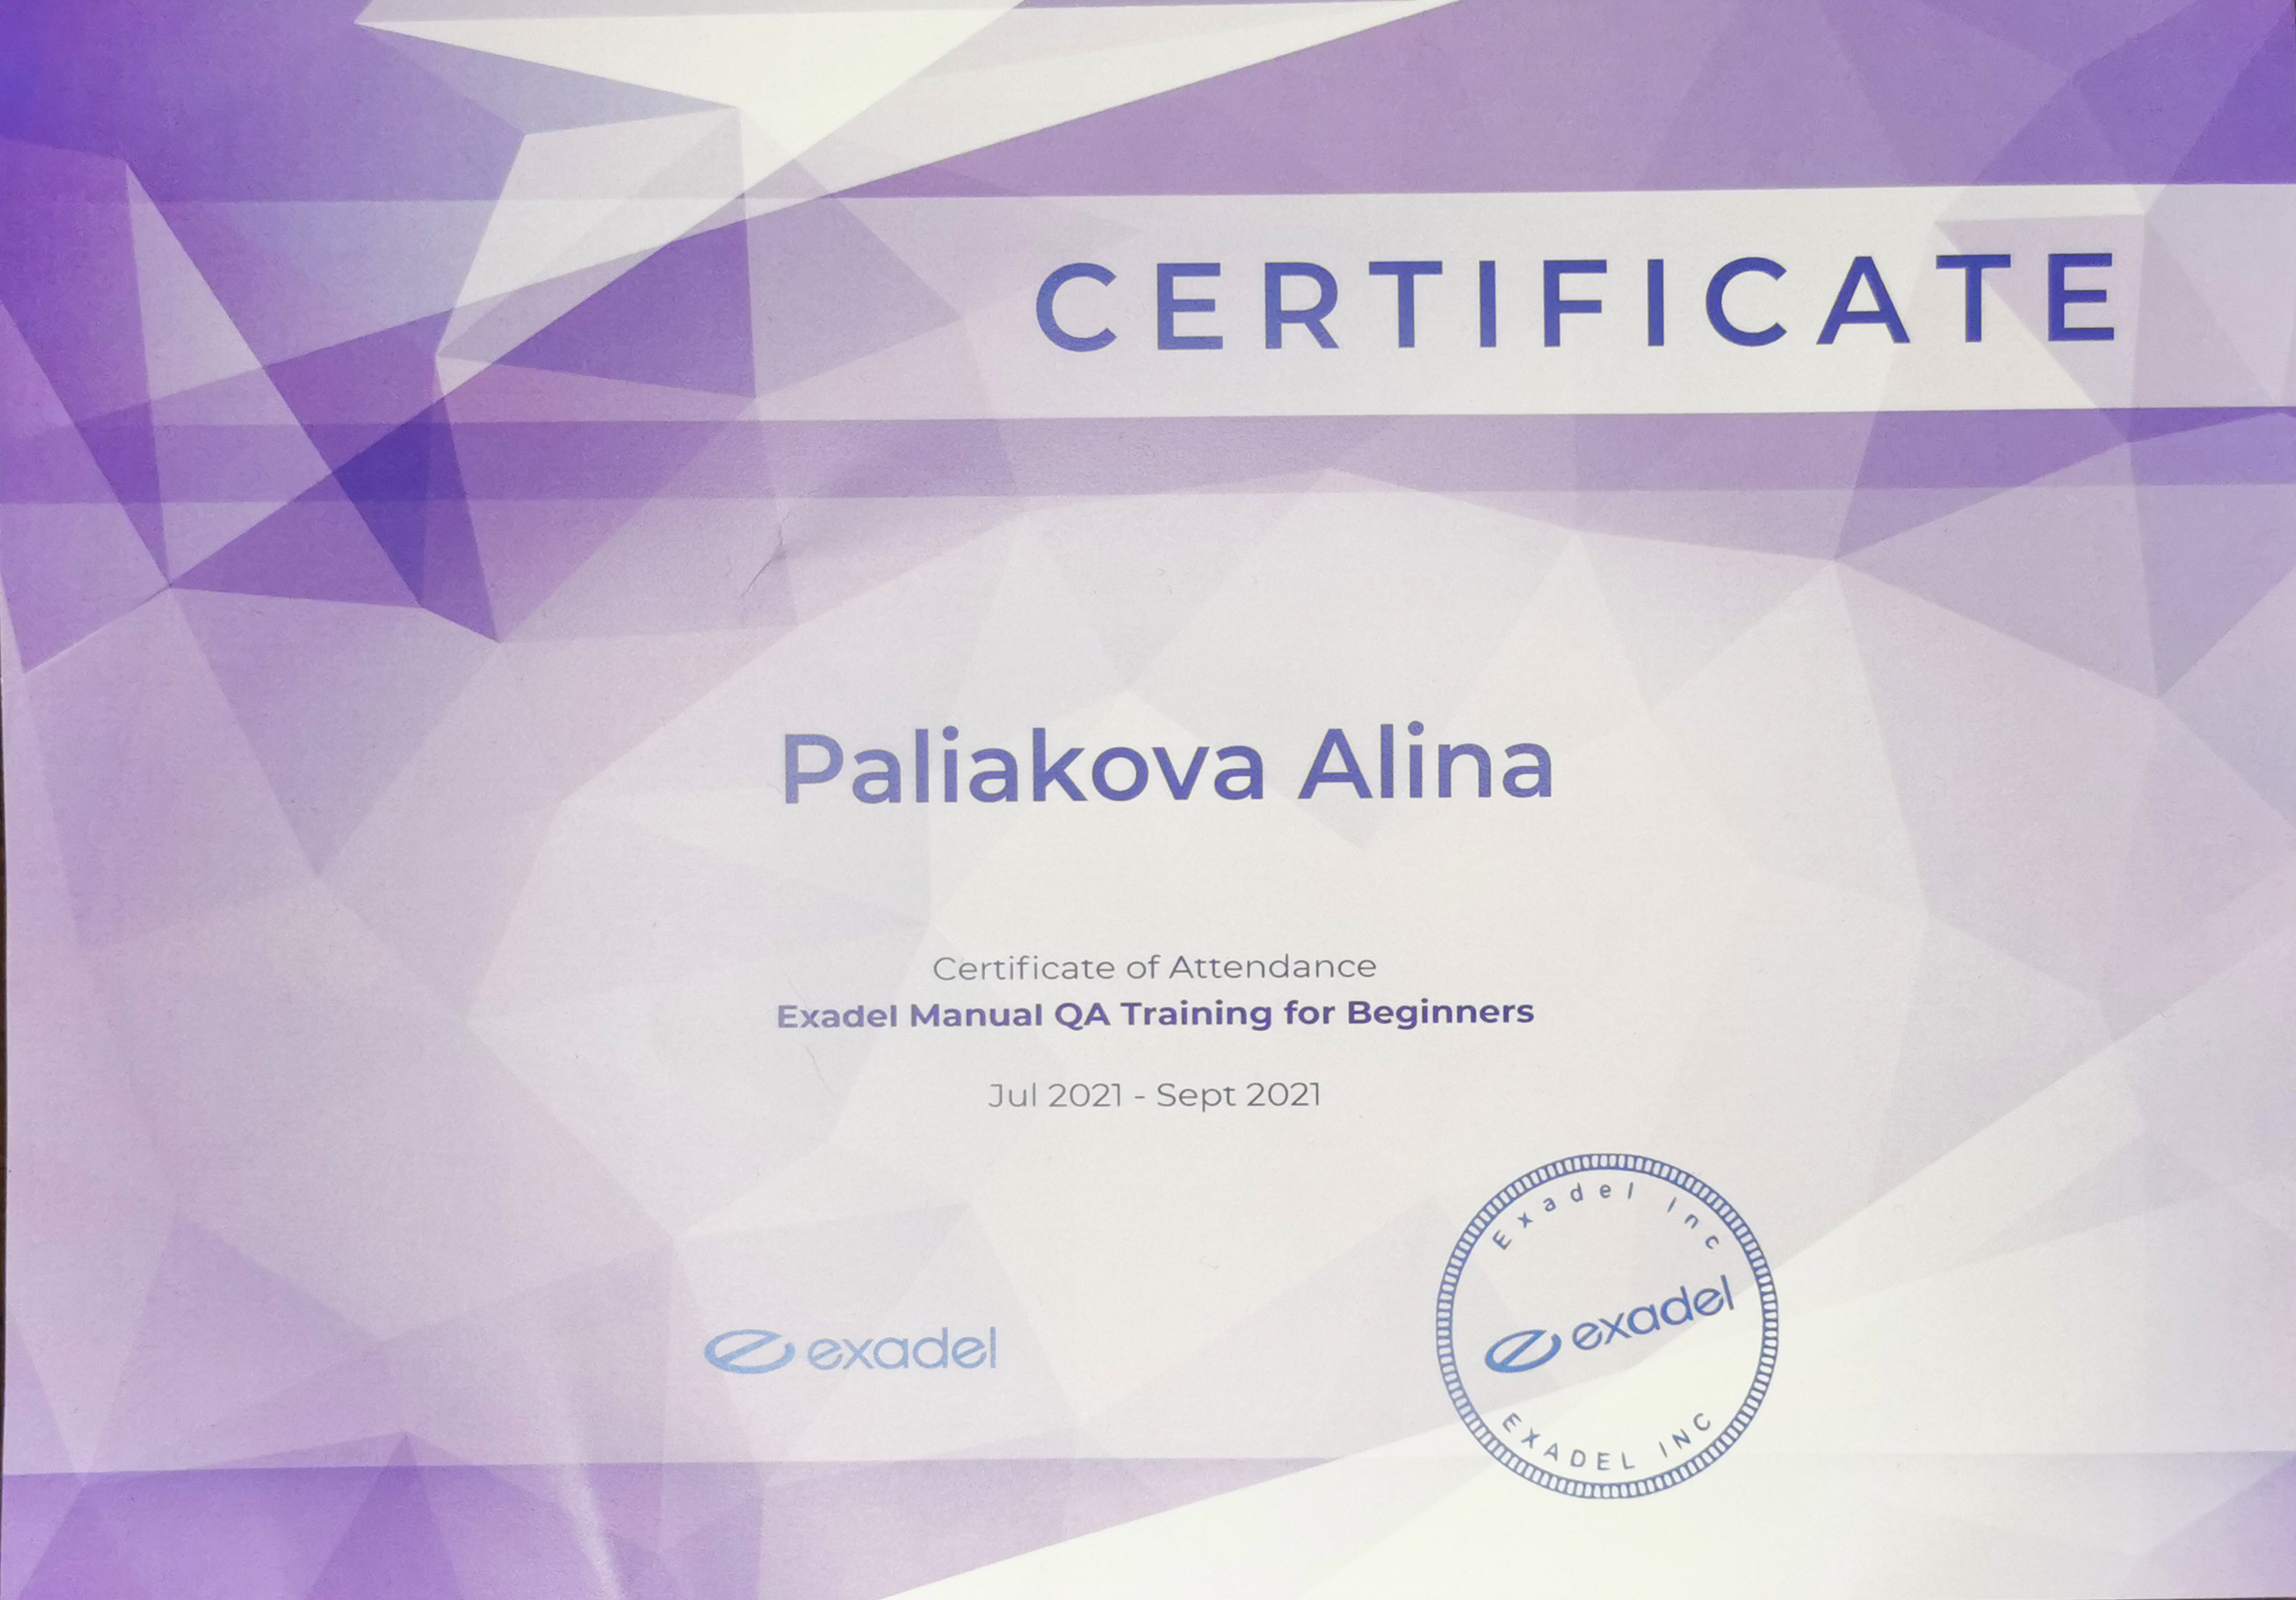 CERTIFICATE
Paliakova Alina
Certificate of Attendance
Exadel Manual QA Training for Beginners
Jul 2021 - Sept 2021
exadel
Exadel Inc
exadel
EXADEL INC